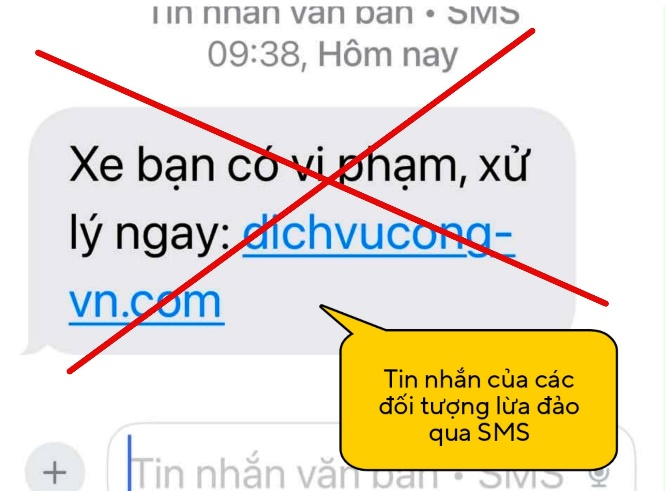 Tin nhắn văn bản • SMS
09:38, Hôm nay
Xe bạn có vi phạm, xử
lý ngay: dichvucong-
vn.com
Tin nhắn của các
đối tượng lừa đảo
qua SMS
+
Tin nhắn văn bản • SMS